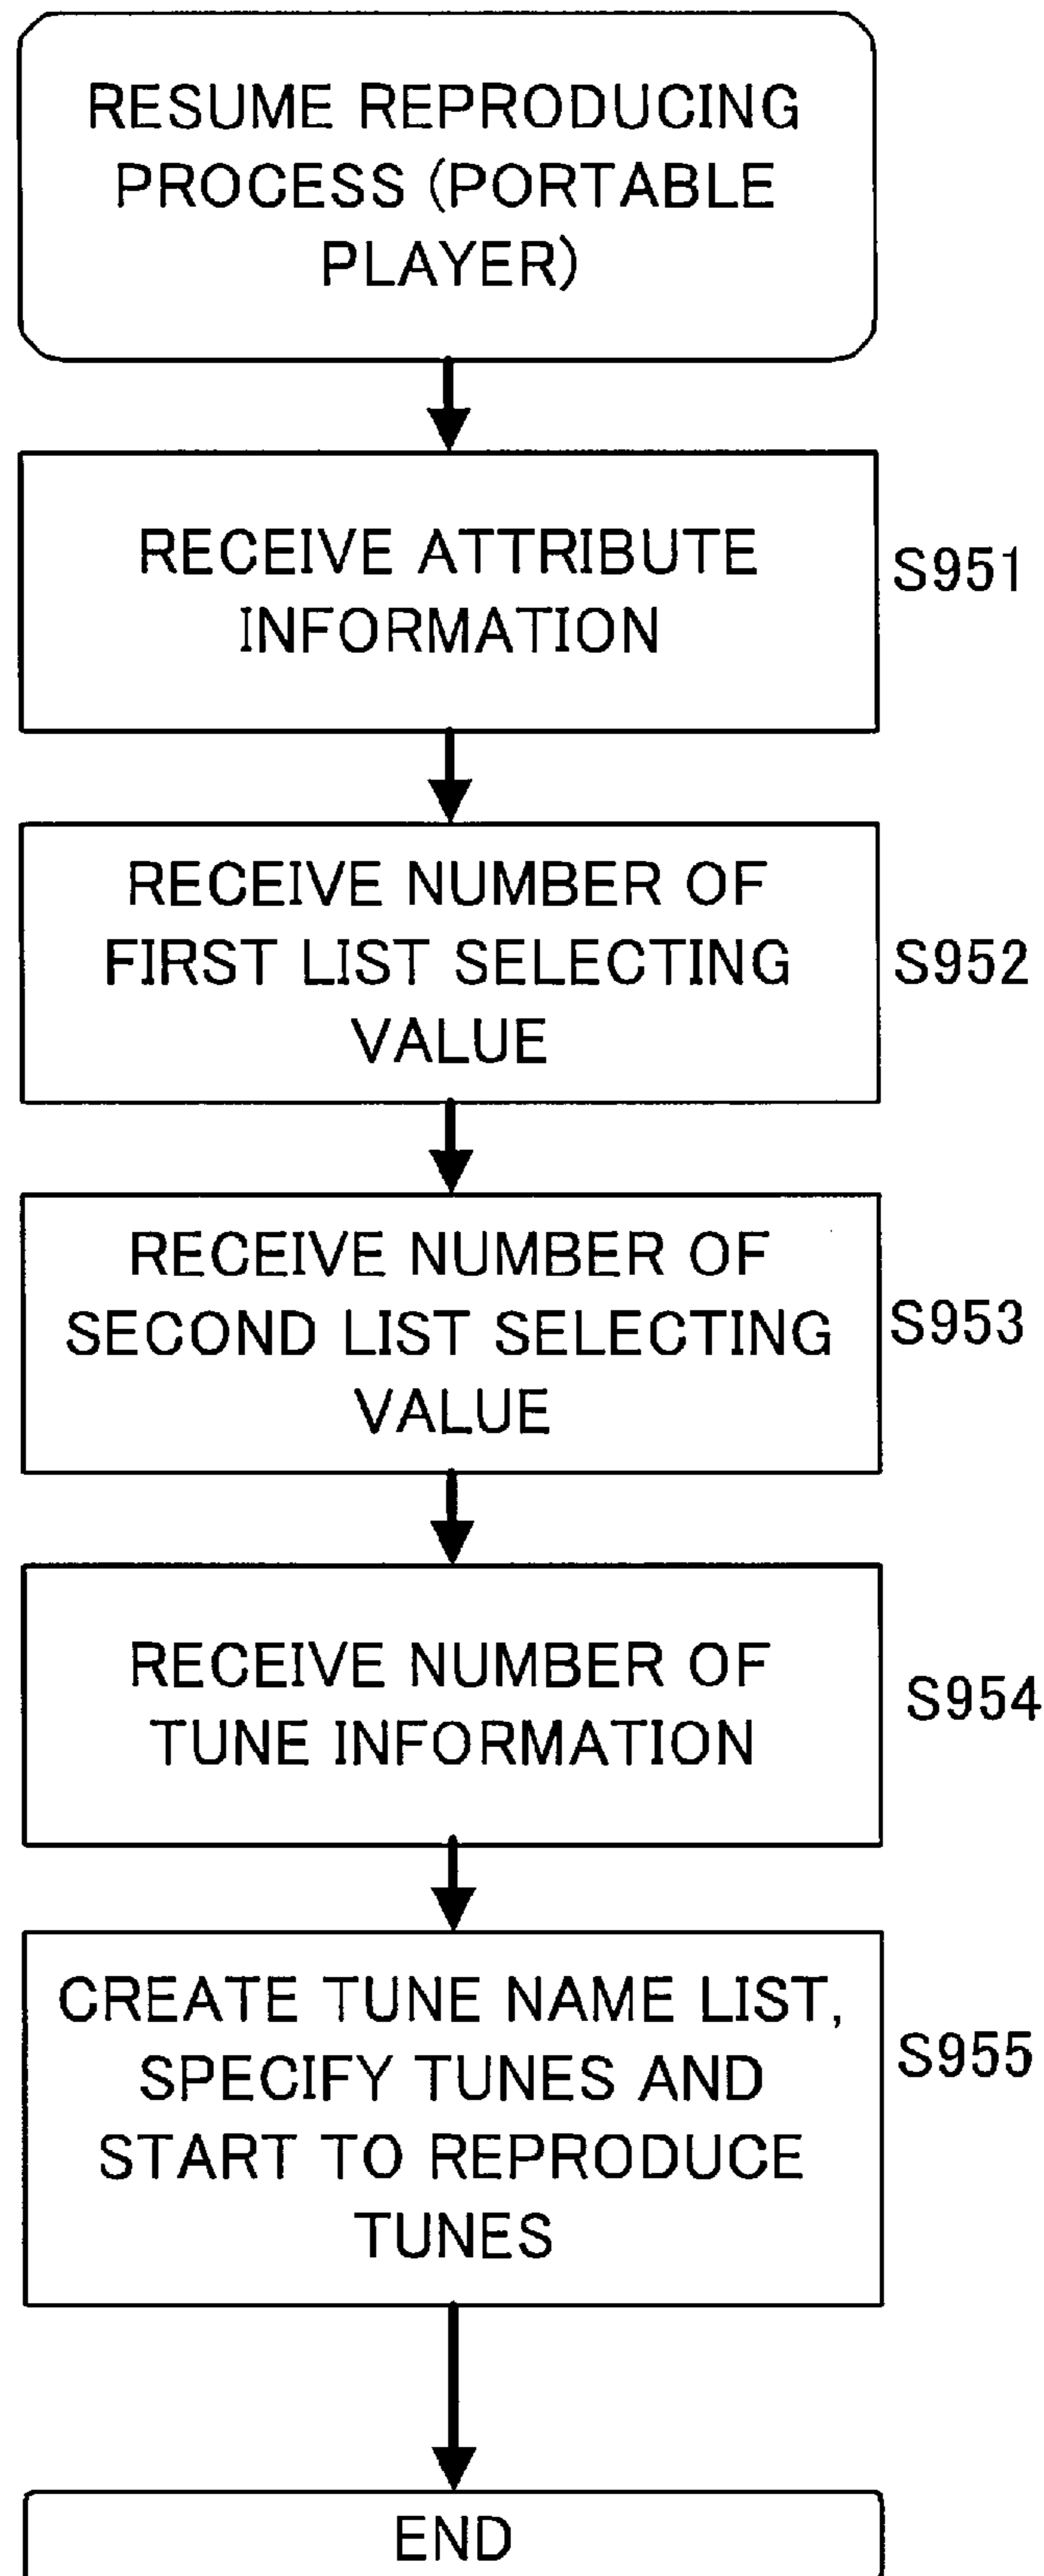 RESUME REPRODUCING
PROCESS (PORTABLE
PLAYER)
RECEIVE ATTRIBUTE
INFORMATION
S951
RECEIVE NUMBER OF
FIRST LIST SELECTING
VALUE
S952
RECEIVE NUMBER OF
SECOND LIST SELECTING
VALUE
S953
RECEIVE NUMBER OF
TUNE INFORMATION
S954
CREATE TUNE NAME LIST,
SPECIFY TUNES AND
START TO REPRODUCE
TUNES
S955
END